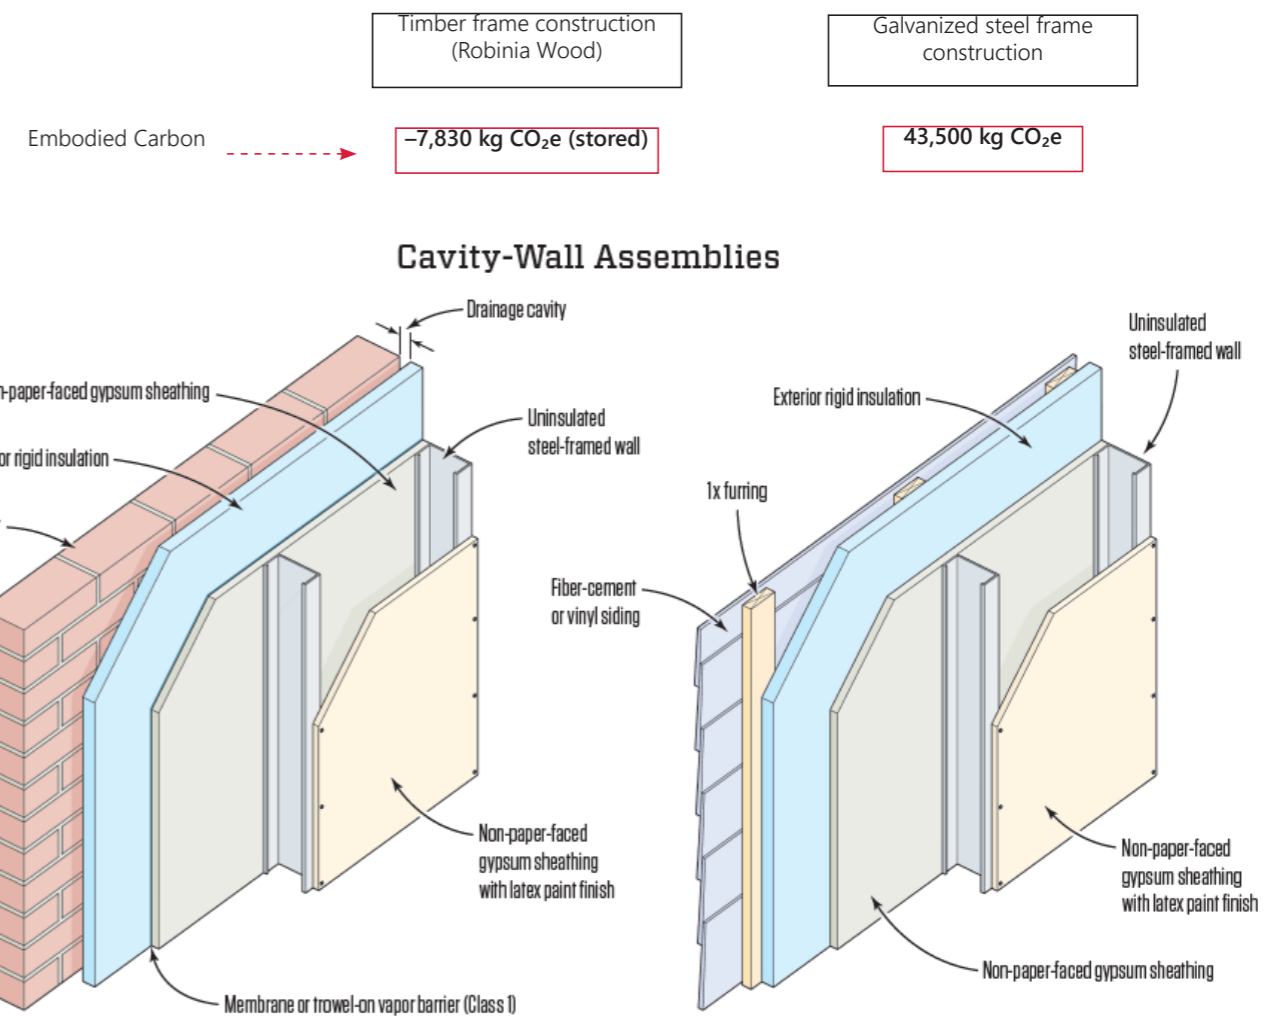 Timber frame construction
(Robinia Wood)
Galvanized steel frame
construction
Embodied Carbon
–7,830 kg CO₂e (stored)
43,500 kg CO₂e
Cavity-Wall Assemblies
Drainage cavity
n-paper-faced gypsum sheathing
Uninsulated
steel-framed wall
or rigid insulation
Membrane or trowel-on vapor barrier (Class 1)
Non-paper-faced
gypsum sheathing
with latex paint finish
Uninsulated
steel-framed wall
Exterior rigid insulation
1x furring
Fiber-cement
or vinyl siding
Non-paper-faced
gypsum sheathing
with latex paint finish
Non-paper-faced gypsum sheathing